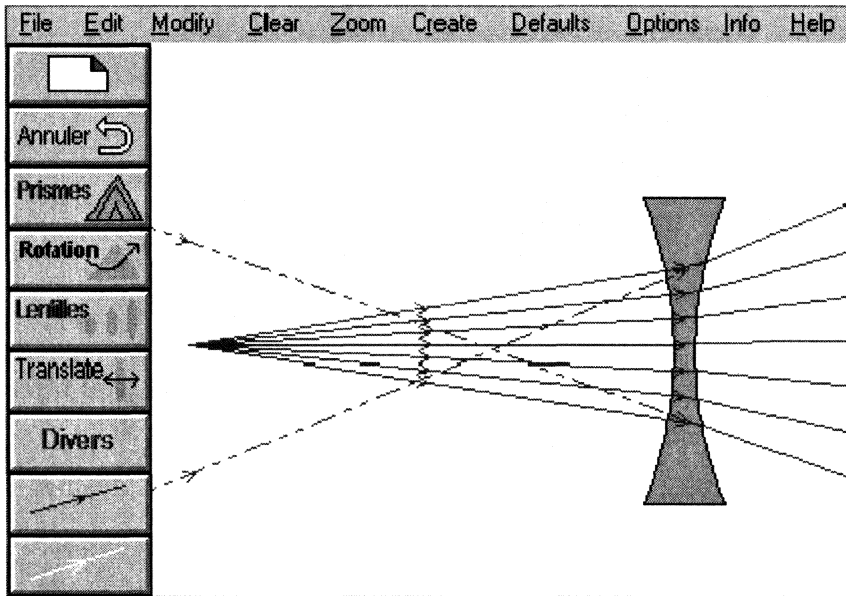 File Edit Modify Clear Zoom Create Defaults Options Info Help
Annuler
Prismes
Rotation
Lentilles
Translate
Divers